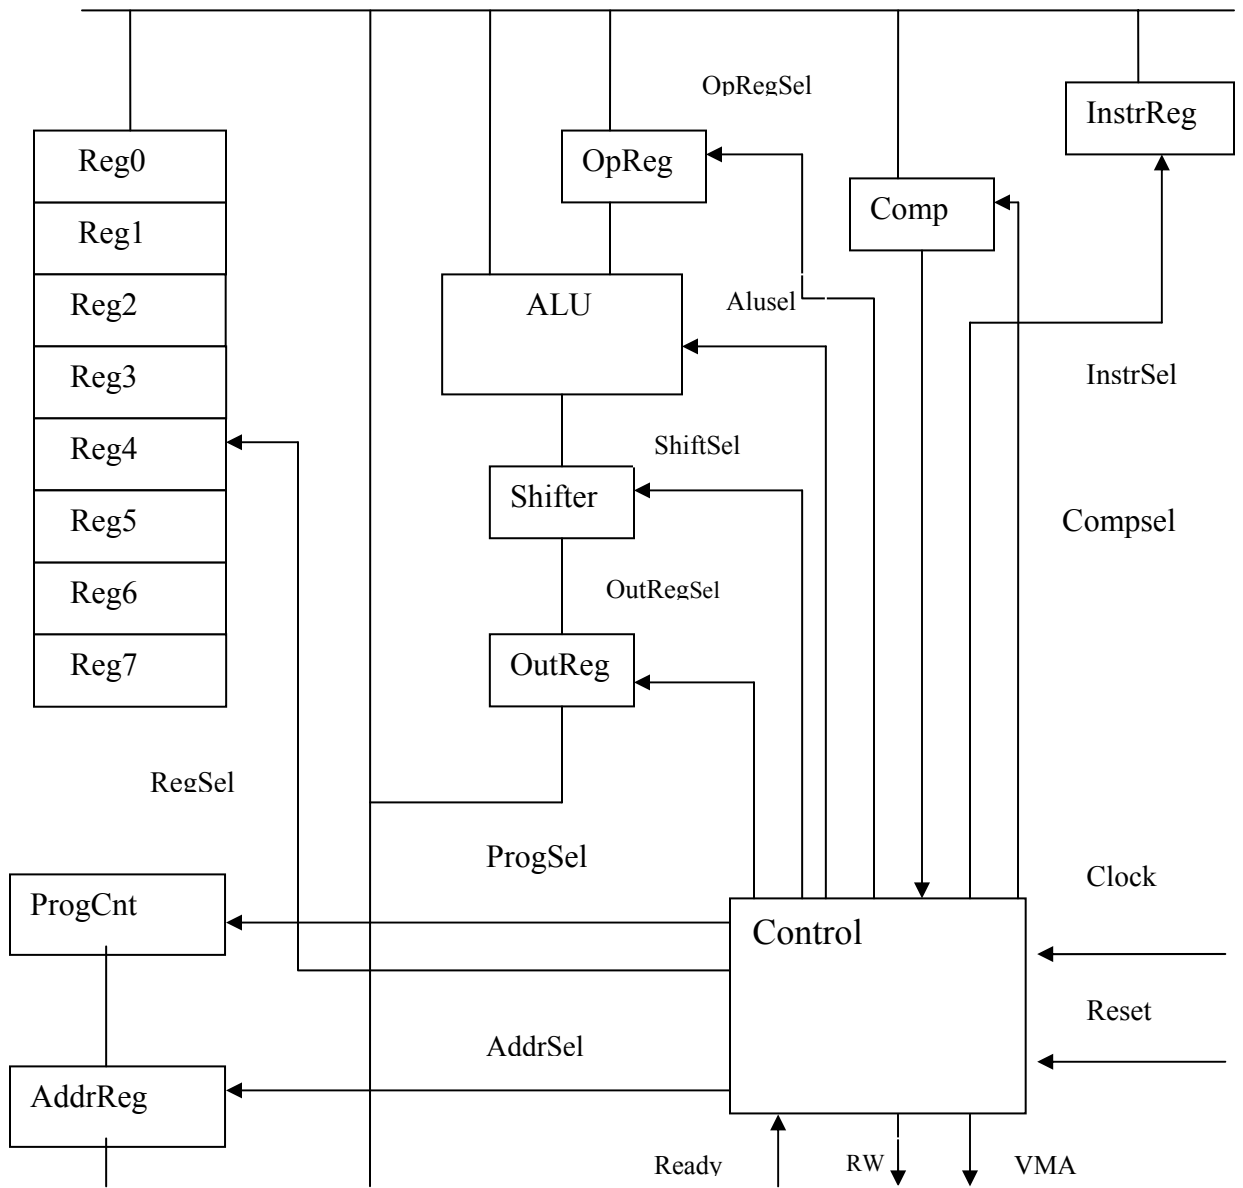 OpRegSel
InstrReg
Reg0
OpReg
Comp
Reg1
Reg2
ALU
Alusel
Reg3
InstrSel
Reg4
ShiftSel
Reg5
Shifter
Compsel
Reg6
OutRegSel
Reg7
OutReg
RegSel
ProgSel
Clock
ProgCnt
Control
Reset
AddrSel
AddrReg
Ready
RW
VMA